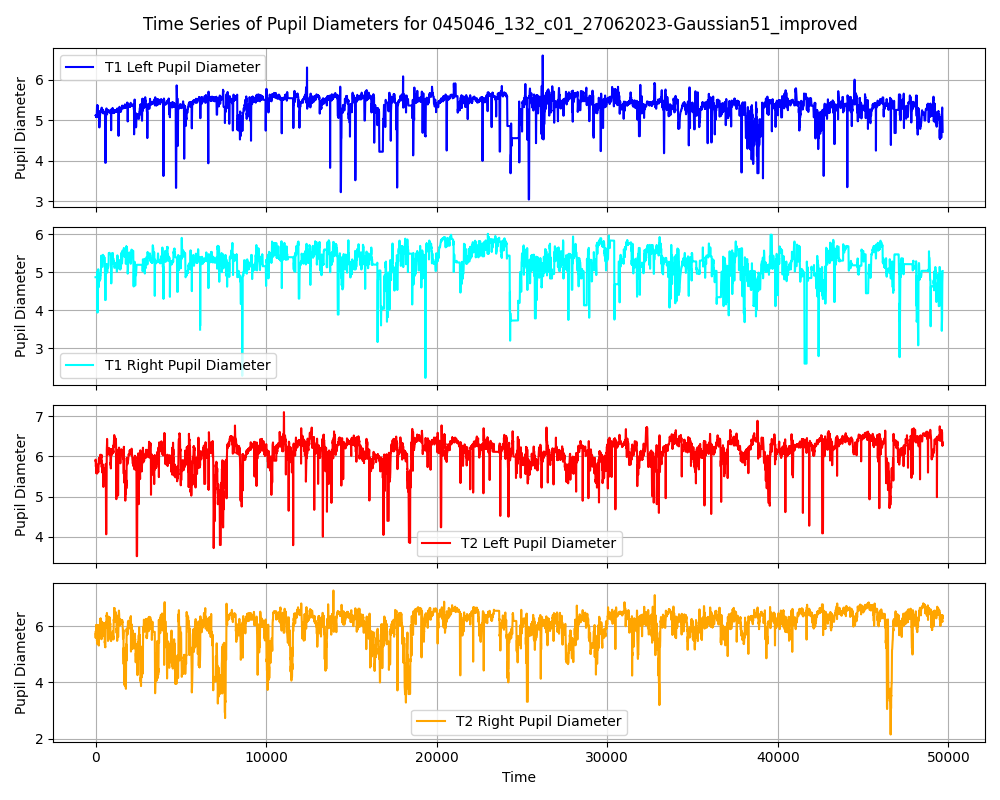 Time Series of Pupil Diameters for 045046_132_c01_27062023-Gaussian51_improved
T1 Left Pupil Diameter
Pupil Diameter
6
5
4
3
T1 Right Pupil Diameter
Pupil Diameter
6
5
4
3
T2 Left Pupil Diameter
Pupil Diameter
7
6
5
4
T2 Right Pupil Diameter
Pupil Diameter
6
4
2
0 10000 20000 30000 40000 50000
Time